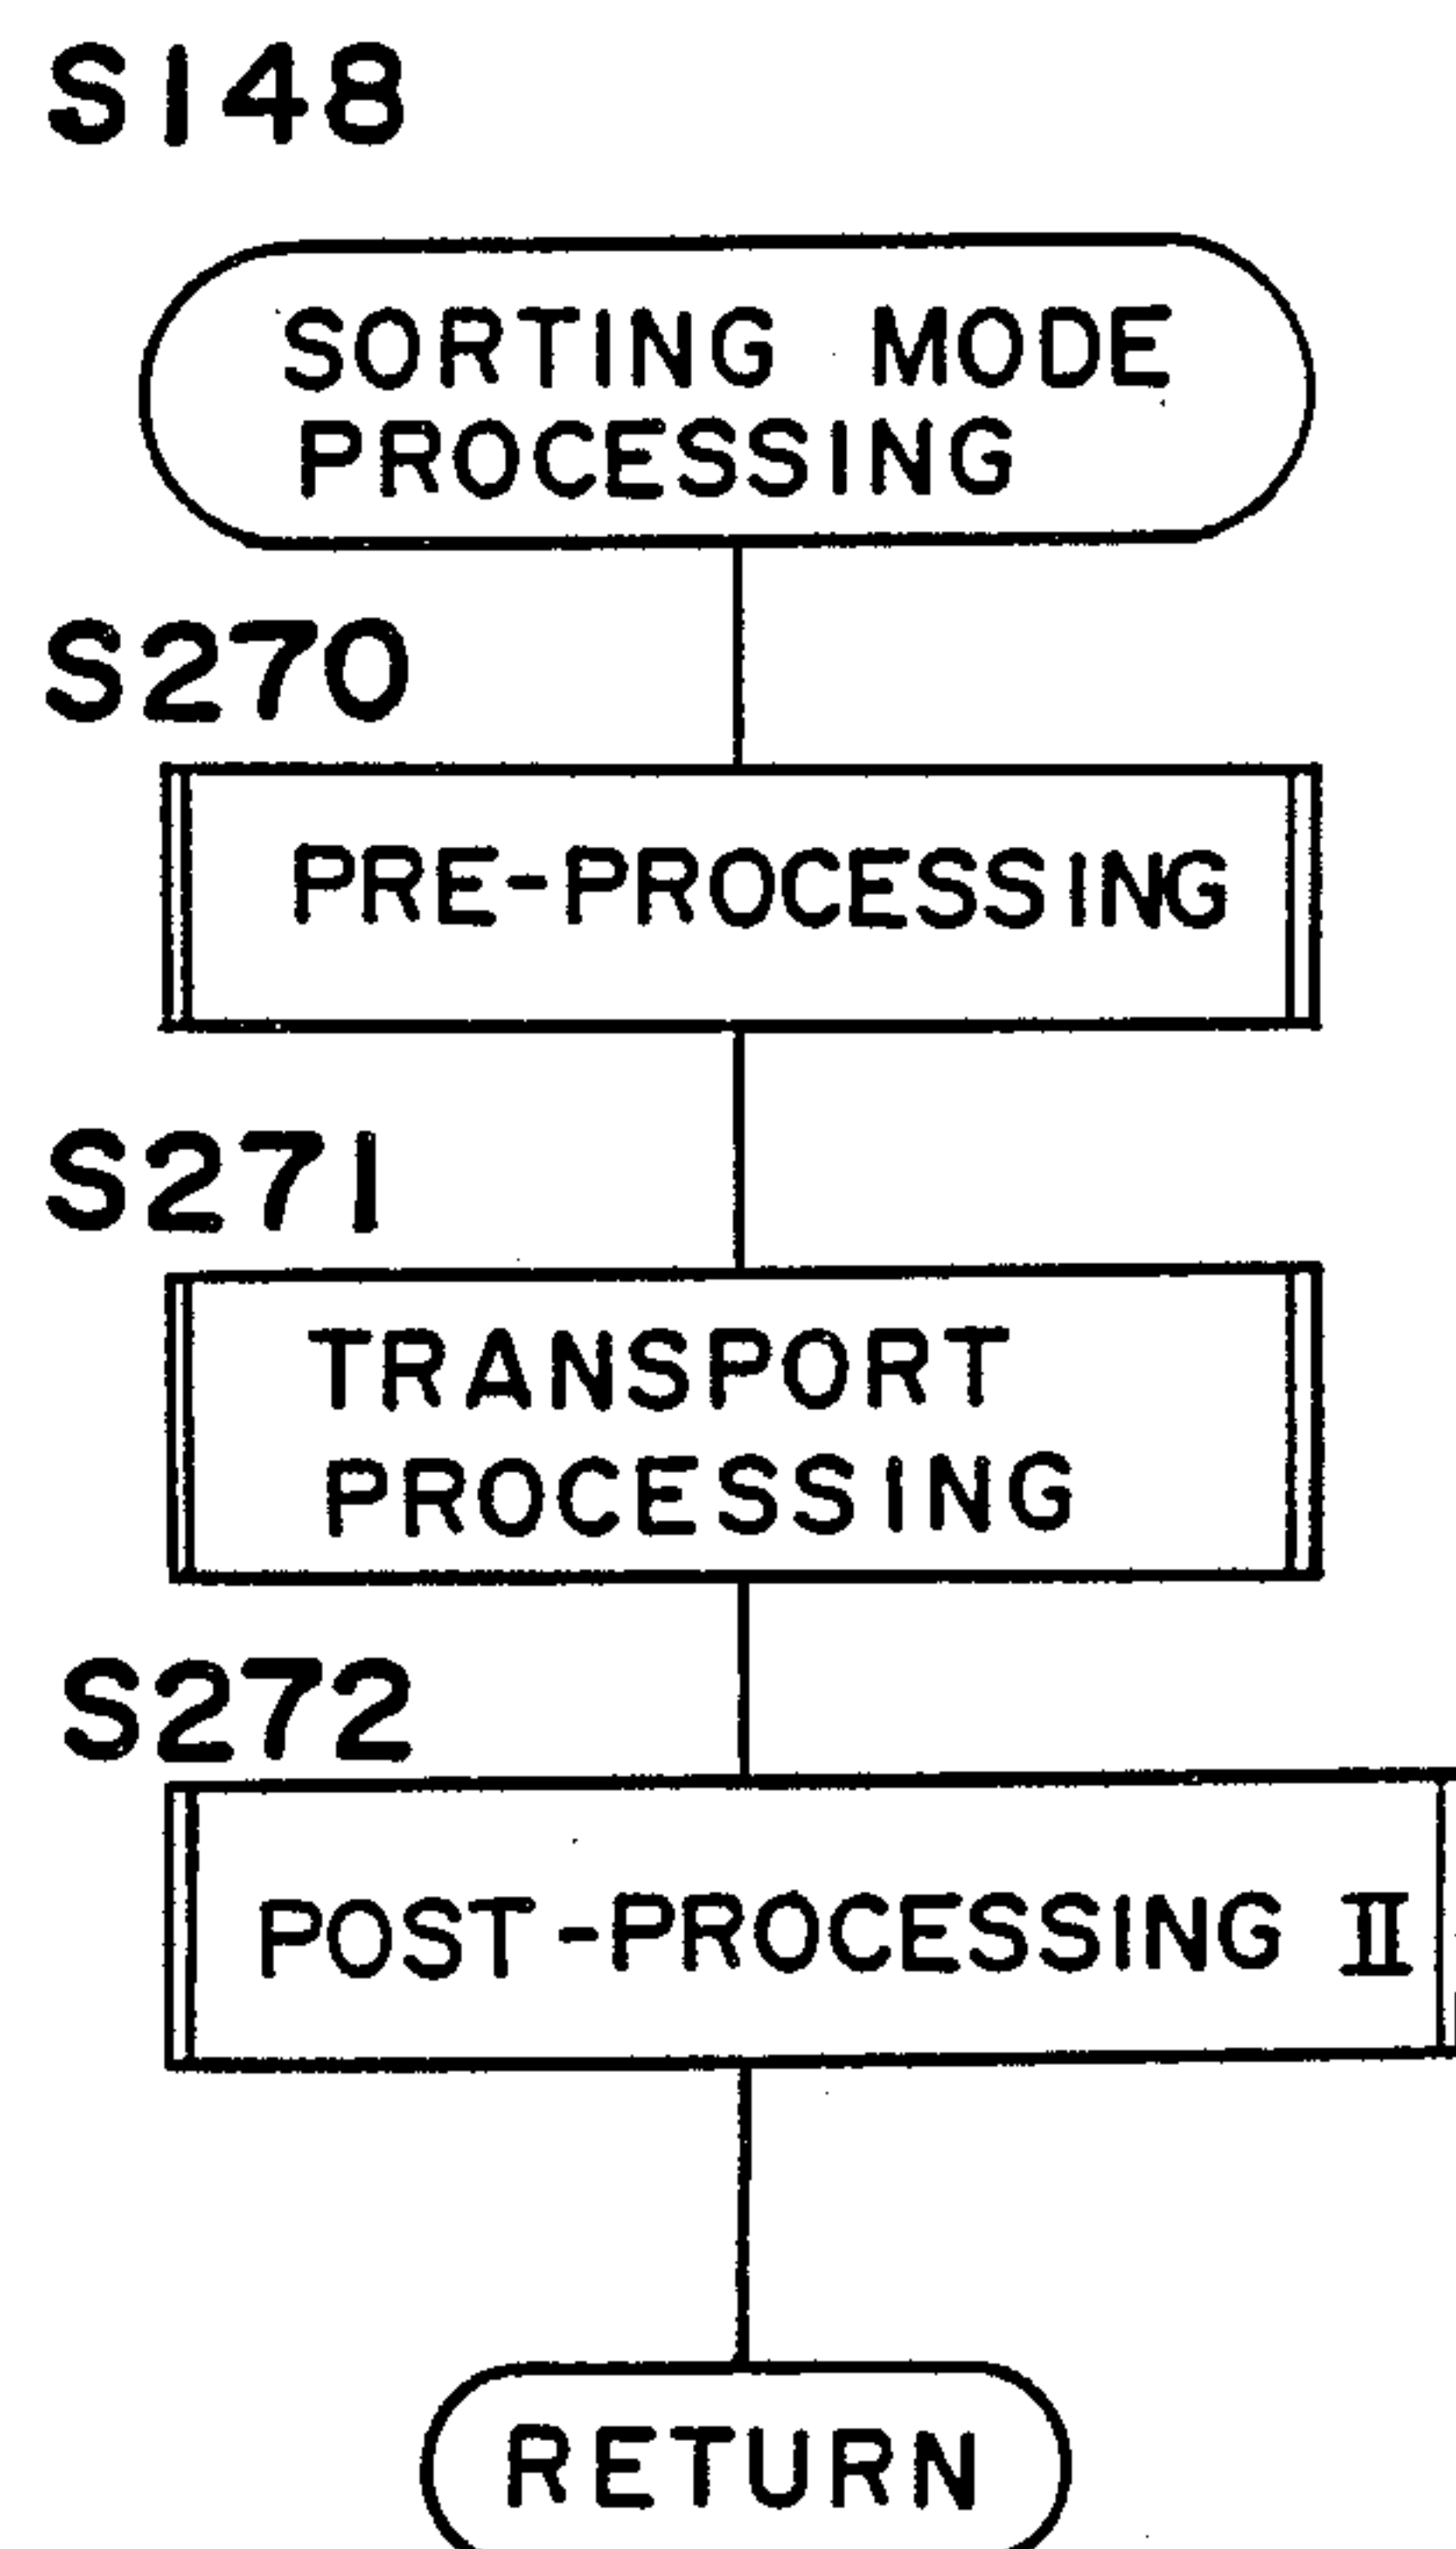 S148
SORTING MODE
PROCESSING
S270
PRE-PROCESSING
S271
TRANSPORT
PROCESSING
S272
POST-PROCESSING II
RETURN